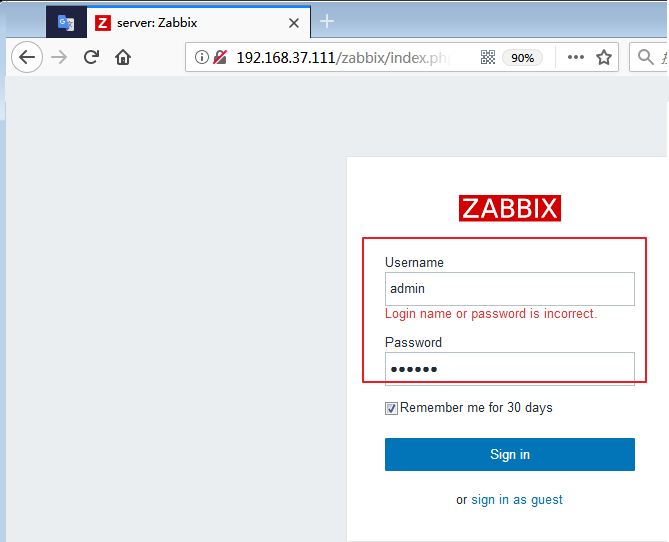 Z server: Zabbix
192.168.37.111/zabbix/index.php
90%
ZABBIX
Username
admin
Login name or password is incorrect.
Password
Remember me for 30 days
Sign in
or sign in as guest